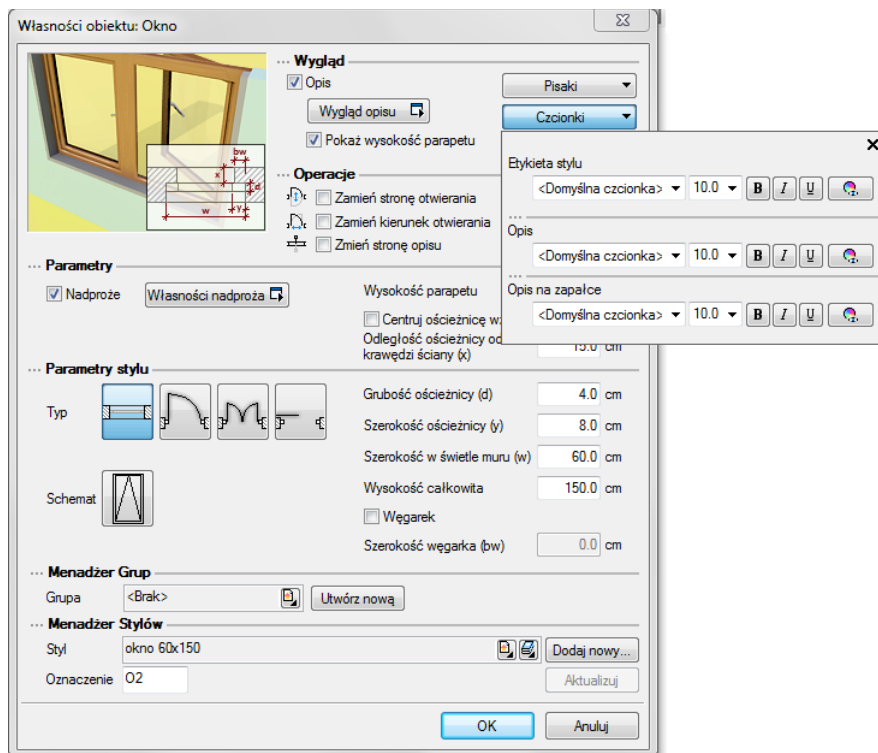 Własności obiektu: Okno
bw
x
d
w
y
Wygląd
Opis
Pisaki
Wygląd opisu
Czcionki
Pokaż wysokość parapetu
Operacje
Zamień stronę otwierania
Zamień kierunek otwierania
Zmień stronę opisu
Etykieta stylu
<Domyślna czcionka> 10.0 B I U
Opis
<Domyślna czcionka> 10.0 B I U
Opis na zapałce
<Domyślna czcionka> 10.0 B I U
Parametry
Nadproże
Własności nadproża
Wysokość parapetu
Centruj ościeżnicę
Odległość ościeżnicy od
krawędzi ściany (x) 15.0 cm
Parametry stylu
Typ
Grubość ościeżnicy (d) 4.0 cm
Szerokość ościeżnicy (y) 8.0 cm
Szerokość w świetle muru (w) 60.0 cm
Schemat
Wysokość całkowita 150.0 cm
Węgarek
Szerokość węgarka (bw) 0.0 cm
Menadżer Grup
Grupa <Brak> Utwórz nową
Menadżer Stylów
Styl okno 60x150 Dodaj nowy...
Oznaczenie O2 Aktualizuj
OK Anuluj